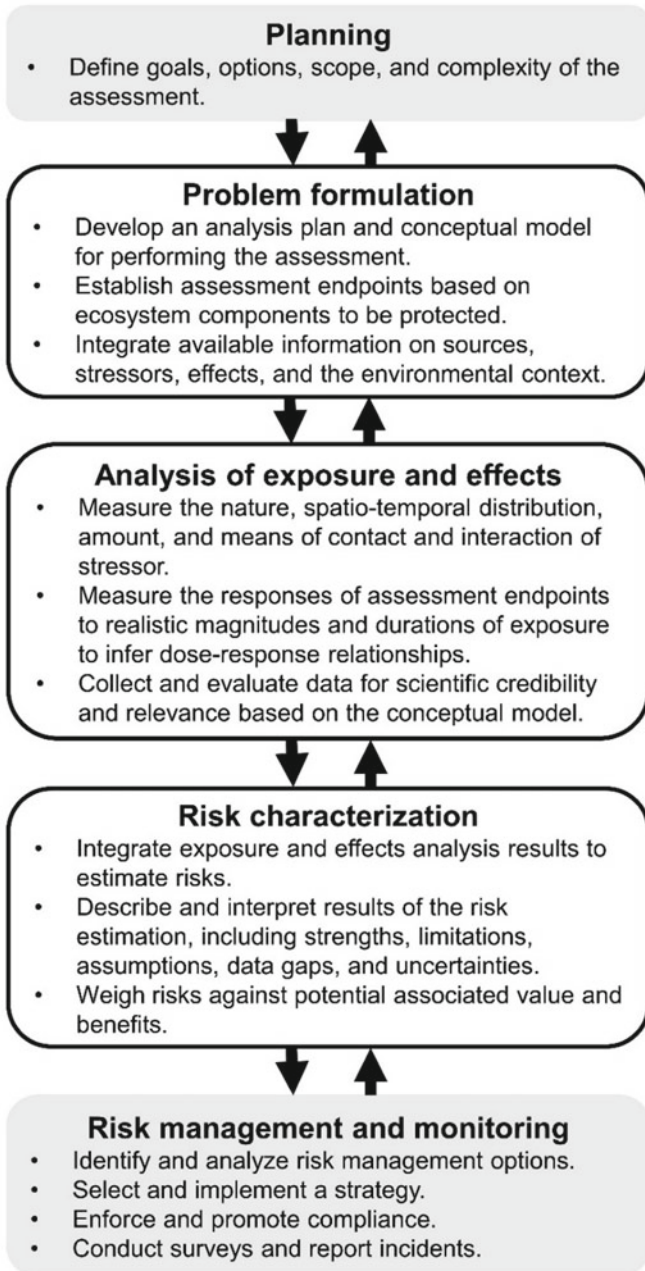 Planning
• Define goals, options, scope, and complexity of the
assessment.
Problem formulation
• Develop an analysis plan and conceptual model
for performing the assessment.
• Establish assessment endpoints based on
ecosystem components to be protected.
• Integrate available information on sources,
stressors, effects, and the environmental context.
Analysis of exposure and effects
• Measure the nature, spatio-temporal distribution,
amount, and means of contact and interaction of
stressor.
• Measure the responses of assessment endpoints
to realistic magnitudes and durations of exposure
to infer dose-response relationships.
• Collect and evaluate data for scientific credibility
and relevance based on the conceptual model.
Risk characterization
• Integrate exposure and effects analysis results to
estimate risks.
• Describe and interpret results of the risk
estimation, including strengths, limitations,
assumptions, data gaps, and uncertainties.
• Weigh risks against potential associated value and
benefits.
Risk management and monitoring
• Identify and analyze risk management options.
• Select and implement a strategy.
• Enforce and promote compliance.
• Conduct surveys and report incidents.